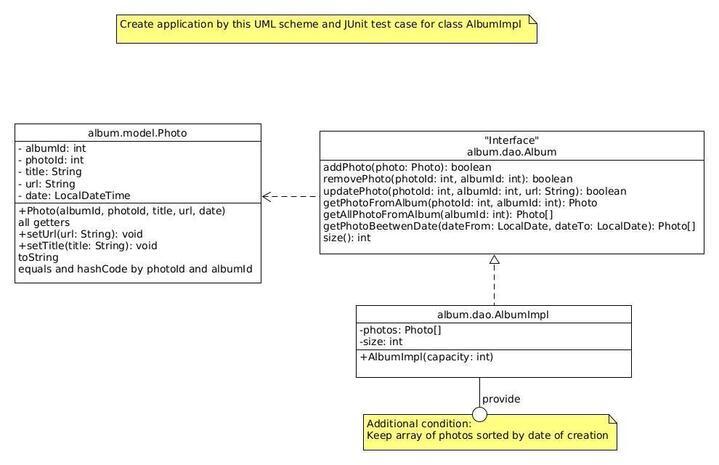 Create application by this UML scheme and JUnit test case for class AlbumImpl
album.model.Photo
- albumId: int
- photoId: int
- title: String
- url: String
- date: LocalDateTime
+Photo(albumId, photoId, title, url, date)
all getters
+setUrl(url: String): void
+setTitle(title: String): void
toString
equals and hashCode by photoId and albumId
"Interface"
album.dao.Album
addPhoto(photo: Photo): boolean
removePhoto(photoId: int, albumId: int): boolean
updatePhoto(photoId: int, albumId: int, url: String): boolean
getPhotoFromAlbum(photoId: int, albumId: int): Photo
getAllPhotoFromAlbum(albumId: int): Photo[]
getPhotoBeetwenDate(dateFrom: LocalDate, dateTo: LocalDate): Photo[]
size(): int
album.dao.AlbumImpl
-photos: Photo[]
-size: int
+AlbumImpl(capacity: int)
provide
Additional condition:
Keep array of photos sorted by date of creation